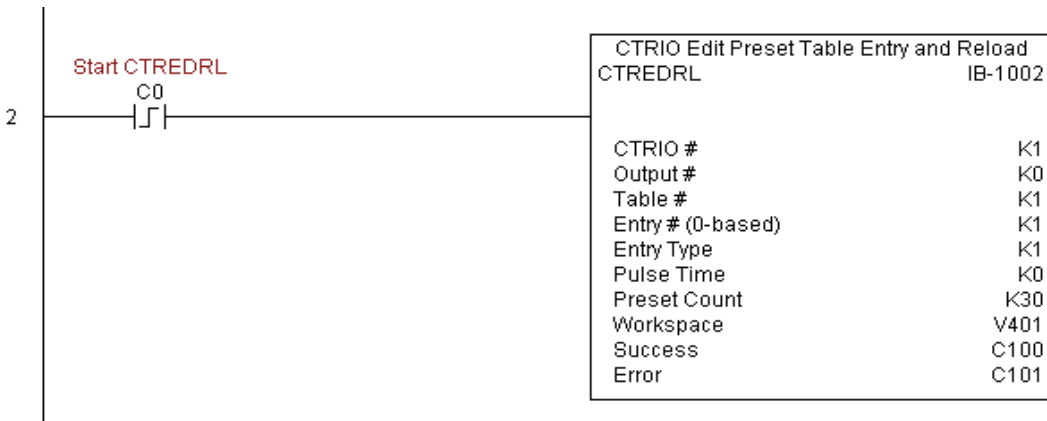 CTRIO Edit Preset Table Entry and Reload
CTREDRL IB-1002
Start CTREDRL
C0
2
CTRIO # K1
Output # K0
Table # K1
Entry # (0-based) K1
Entry Type K1
Pulse Time K0
Preset Count K30
Workspace V401
Success C100
Error C101